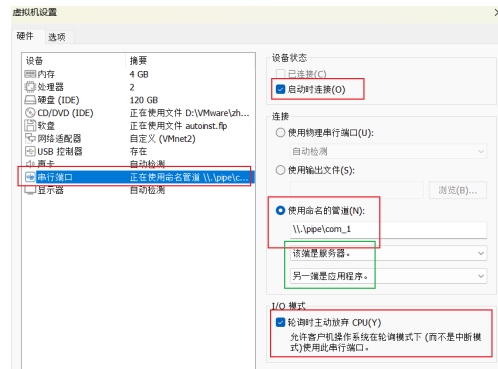 虚拟机设置
硬件 选项
设备 摘要
内存 4 GB
处理器 2
硬盘 (IDE) 120 GB
CD/DVD (IDE) 正在使用文件 D:\VMware\zh...
软盘 正在使用文件 autoinst.flp
网络适配器 自定义 (VMnet2)
USB 控制器 存在
声卡 自动检测
串行端口 正在使用命名管道 \\.\pipe\c...
显示器 自动检测
设备状态
已连接(C)
启动时连接(O)
连接
使用物理串行端口(U):
自动检测
使用输出文件(S):
浏览(B)...
使用命名的管道(N):
\\.\pipe\com_1
该端是服务器。
另一端是应用程序。
I/O 模式
轮询时主动放弃 CPU(Y)
允许客户机操作系统在轮询模式下 (而不是中断模
式)使用此串行端口。